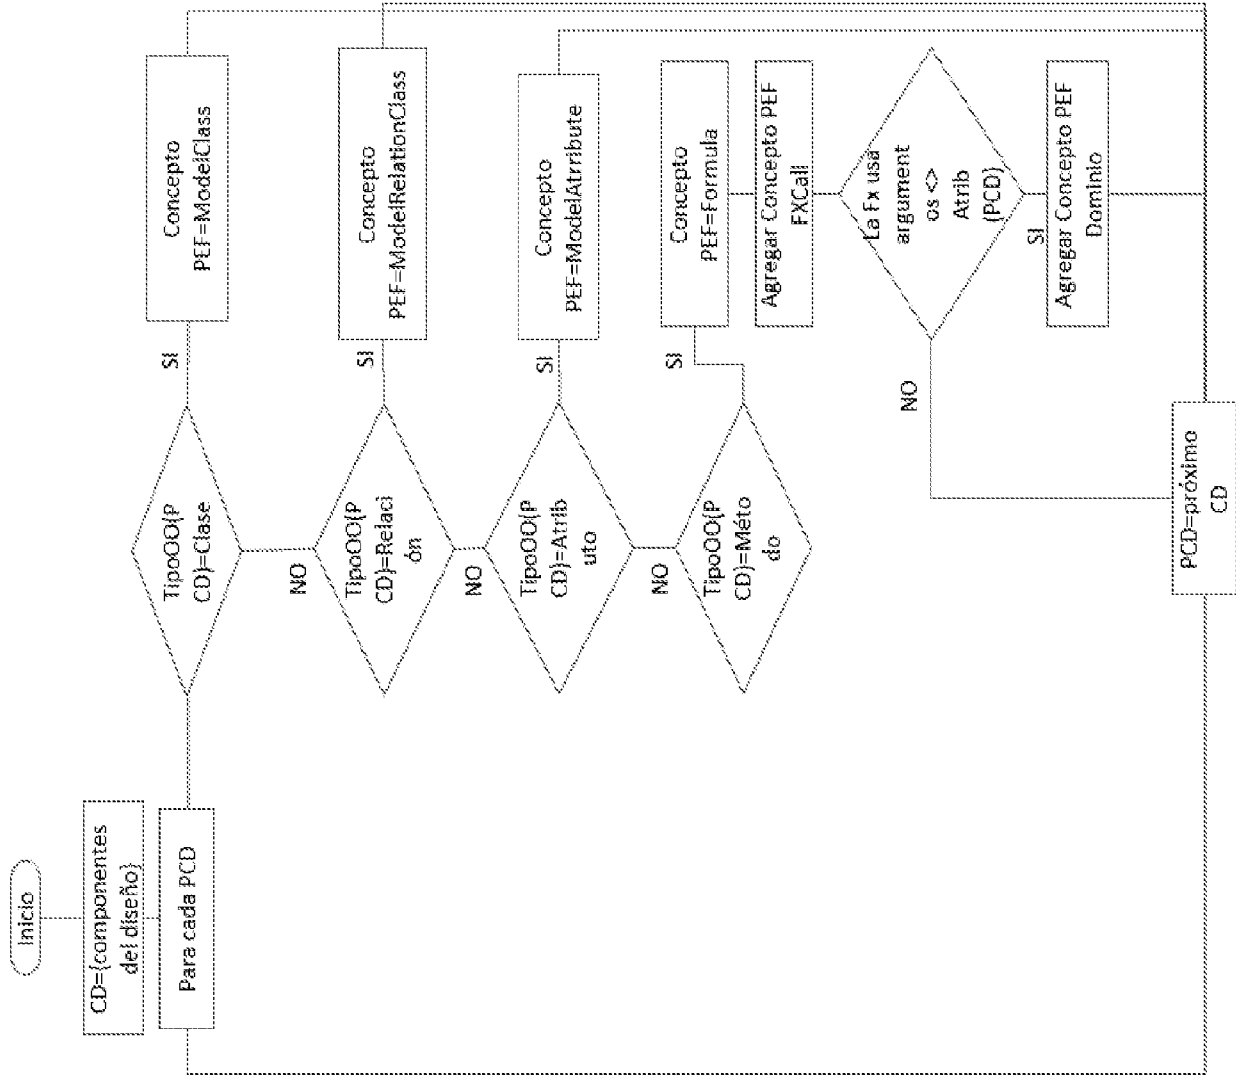 Inicio
CD={componentes
del diseño}
Para cada PCD
TipoOO(P
CD)=Clase
SI
Concepto
PEF=ModelClass
NO
TipoOO(P
CD)=Relaci
ón
SI
Concepto
PEF=ModelRelationClass
NO
TipoOO(P
CD)=Atrib
uto
SI
Concepto
PEF=ModelAtribute
NO
TipoOO(P
CD)=Méto
do
SI
Concepto
PEF=Formula
Agregar Concepto PEF
FXCall
La Fx usa
argument
os <>
Atrib
(PCD)
NO
SI
Agregar Concepto PEF
Dominio
PCD=próximo
CD